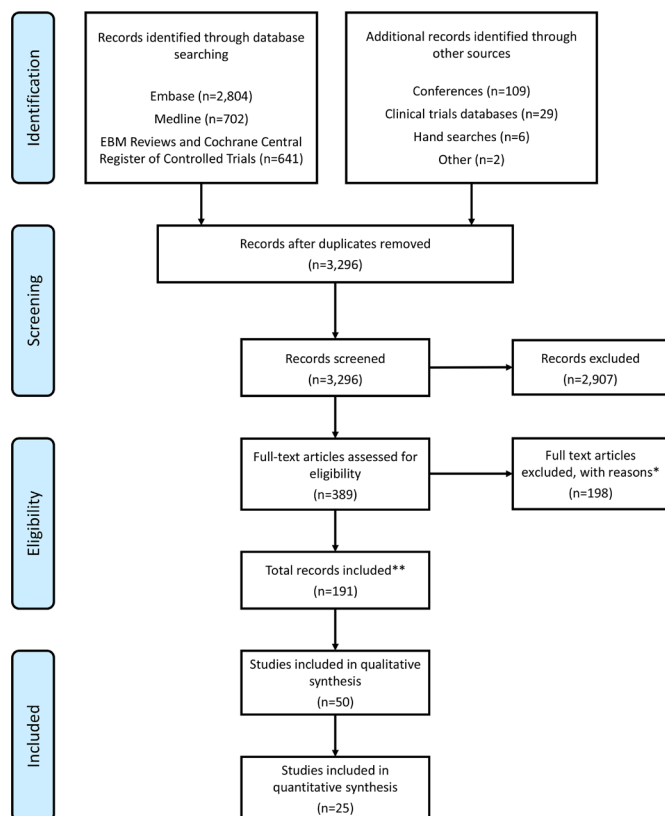 Identification
Records identified through database
searching
Embase (n=2,804)
Medline (n=702)
EBM Reviews and Cochrane Central
Register of Controlled Trials (n=641)
Additional records identified through
other sources
Conferences (n=109)
Clinical trials databases (n=29)
Hand searches (n=6)
Other (n=2)
Screening
Records after duplicates removed
(n=3,296)
Records screened
(n=3,296)
Records excluded
(n=2,907)
Eligibility
Full-text articles assessed for
eligibility
(n=389)
Full text articles
excluded, with reasons*
(n=198)
Total records included**
(n=191)
Included
Studies included in qualitative
synthesis
(n=50)
Studies included in
quantitative synthesis
(n=25)